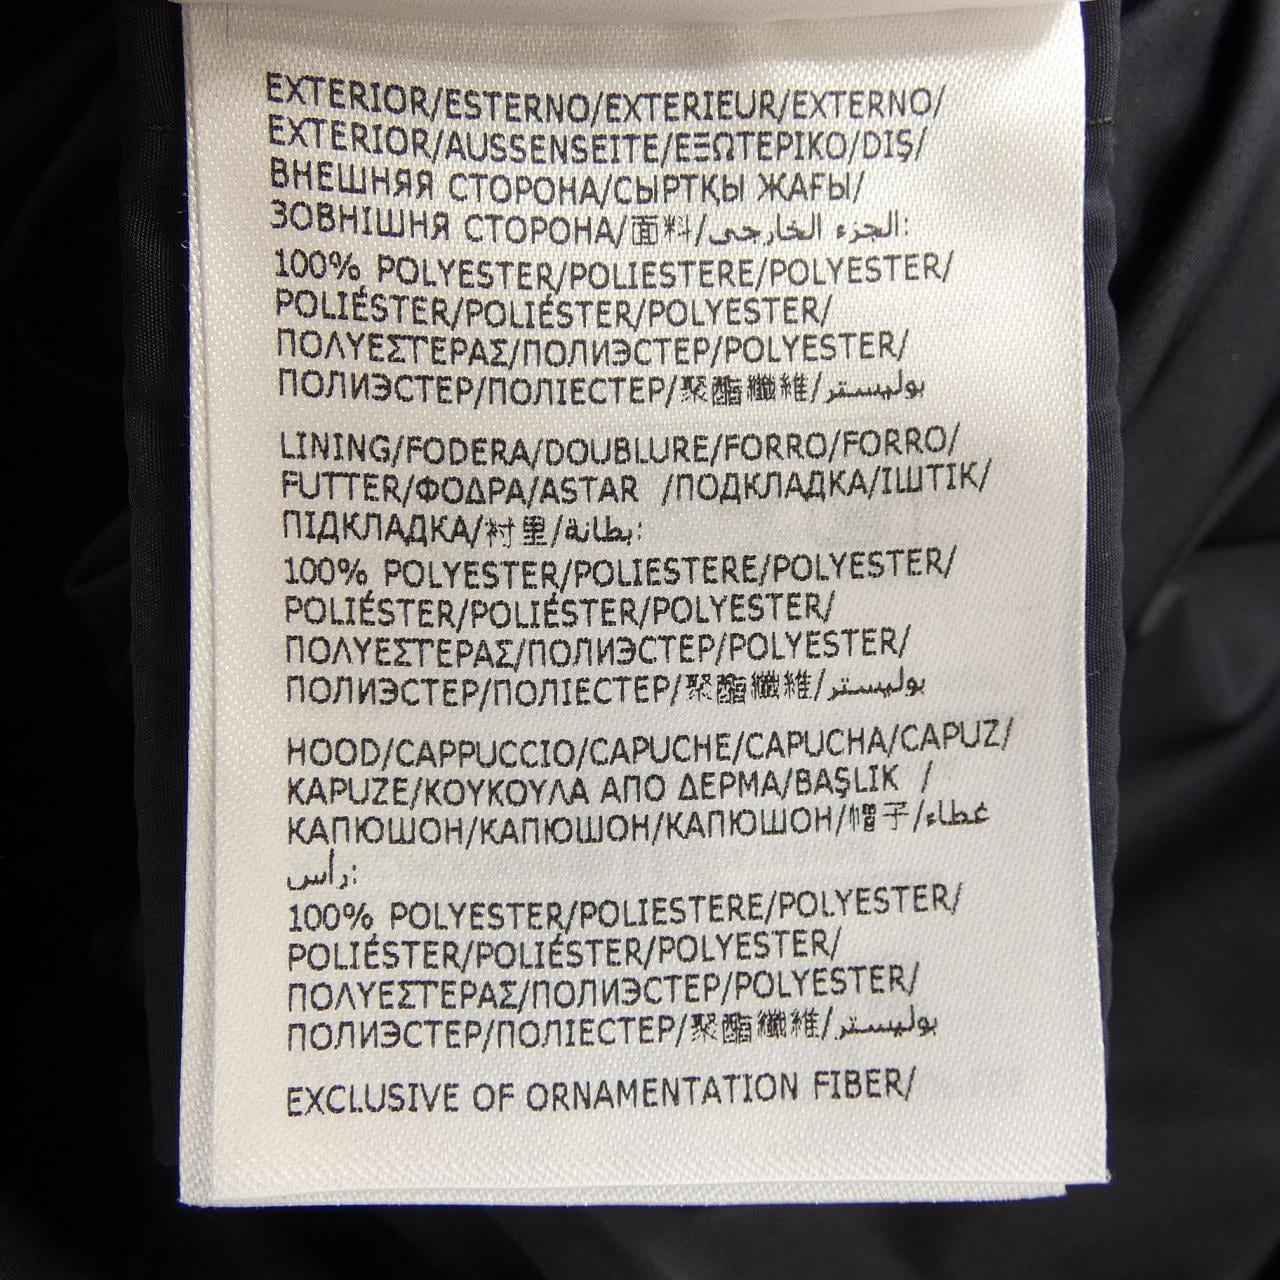 EXTERIOR/ESTERNO/EXTERIEUR/EXTERNO/
EXTERIOR/AUSSENSEITE/ΕΞΩΤΕΡΙΚΟ/DIŞ/
ВНЕШНЯЯ СТОРОНА/СЫРТҚЫ ЖАҒЫ/
ЗОВНІШНЯ СТОРОНА/面料/الجزء الخارجي:
100% POLYESTER/POLIESTERE/POLYESTER/
POLIÉSTER/POLIÉSTER/POLYESTER/
ΠΟΛΥΕΣΤΕΡΑΣ/ПОЛИЭСТЕР/POLYESTER/
ПОЛИЭСТЕР/ПОЛІЕСТЕР/聚酯纖維/بوليستر
LINING/FODERA/DOUBLURE/FORRO/FORRO/
FUTTER/ΦΟΔΡΑ/ASTAR /ПОДКЛАДКА/ІШТІК/
ПІДКЛАДКА/衬里/بطانة:
100% POLYESTER/POLIESTERE/POLYESTER/
POLIÉSTER/POLIÉSTER/POLYESTER/
ΠΟΛΥΕΣΤΕΡΑΣ/ПОЛИЭСТЕР/POLYESTER/
ПОЛИЭСТЕР/ПОЛІЕСТЕР/聚酯纖維/بوليستر
HOOD/CAPPUCCIO/CAPUCHE/CAPUCHA/CAPUZ/
KAPUZE/ΚΟΥΚΟΥΛΑ ΑΠΟ ΔΕΡΜΑ/BAŞLIK /
КАПЮШОН/КАПЮШОН/КАПЮШОН/帽子/غطاء
رأس:
100% POLYESTER/POLIESTERE/POLYESTER/
POLIÉSTER/POLIÉSTER/POLYESTER/
ΠΟΛΥΕΣΤΕΡΑΣ/ПОЛИЭСТЕР/POLYESTER/
ПОЛИЭСТЕР/ПОЛІЕСТЕР/聚酯纖維/بوليستر
EXCLUSIVE OF ORNAMENTATION FIBER/